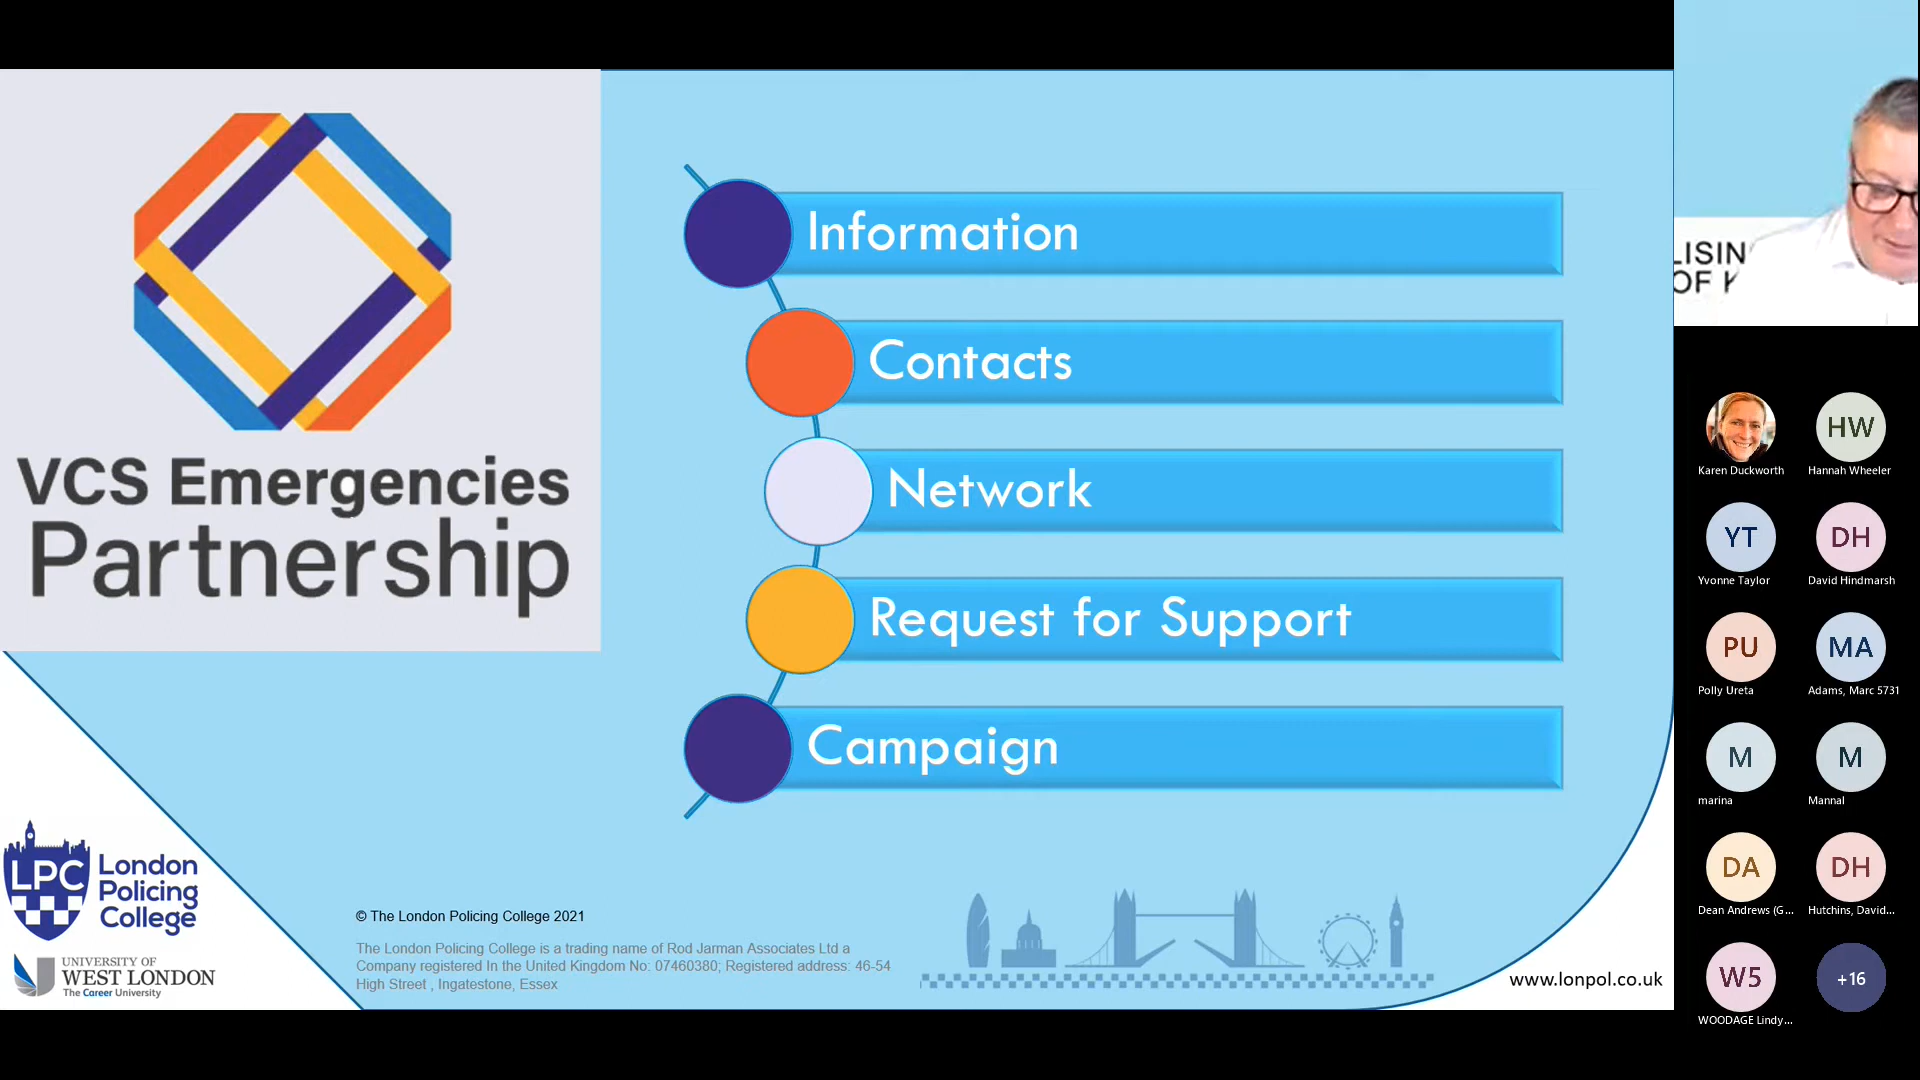 VCS Emergencies
Partnership
Information
Contacts
Network
Request for Support
Campaign
LPC
London
Policing
College
UNIVERSITY OF
WEST LONDON
The Career University
© The London Policing College 2021
The London Policing College is a trading name of Rod Jarman Associates Ltd a
Company registered In the United Kingdom No: 07460380; Registered address: 46-54
High Street , Ingatestone, Essex
www.lonpol.co.uk
LISIN
OF
HW
Karen Duckworth
Hannah Wheeler
YT
DH
Yvonne Taylor
David Hindmarsh
PU
MA
Polly Ureta
Adams, Marc 5731
M
M
marina
Mannal
DA
DH
Dean Andrews (G...
Hutchins, David...
W5
+16
WOODAGE Lindy...